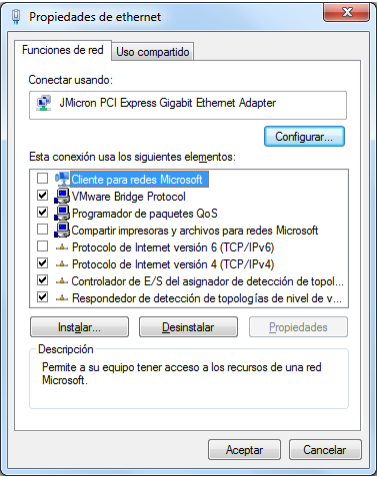 Propiedades de ethernet
Funciones de red
Uso compartido
Conectar usando:
JMicron PCI Express Gigabit Ethernet Adapter
Configurar...
Esta conexión usa los siguientes elementos:
Cliente para redes Microsoft
VMware Bridge Protocol
Programador de paquetes QoS
Compartir impresoras y archivos para redes Microsoft
Protocolo de Internet versión 6 (TCP/IPv6)
Protocolo de Internet versión 4 (TCP/IPv4)
Controlador de E/S del asignador de detección de topol...
Respondedor de detección de topologías de nivel de v...
Instalar...
Desinstalar
Propiedades
Descripción
Permite a su equipo tener acceso a los recursos de una red
Microsoft.
Aceptar
Cancelar